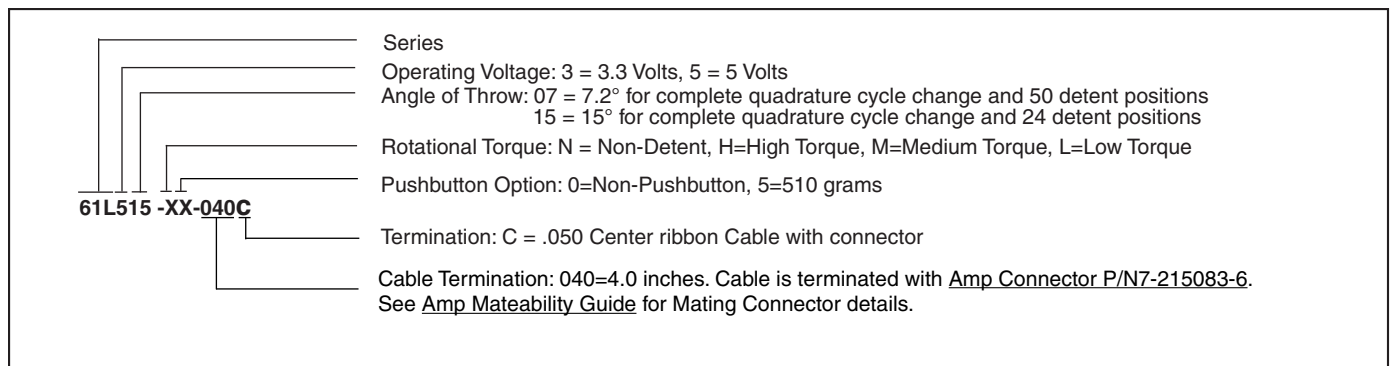 Series
Operating Voltage: 3 = 3.3 Volts, 5 = 5 Volts
Angle of Throw: 07 = 7.2° for complete quadrature cycle change and 50 detent positions
15 = 15° for complete quadrature cycle change and 24 detent positions
Rotational Torque: N = Non-Detent, H=High Torque, M=Medium Torque, L=Low Torque
Pushbutton Option: 0=Non-Pushbutton, 5=510 grams
61L515 -XX-040C
Termination: C = .050 Center ribbon Cable with connector
Cable Termination: 040=4.0 inches. Cable is terminated with Amp Connector P/N7-215083-6.
See Amp Mateability Guide for Mating Connector details.